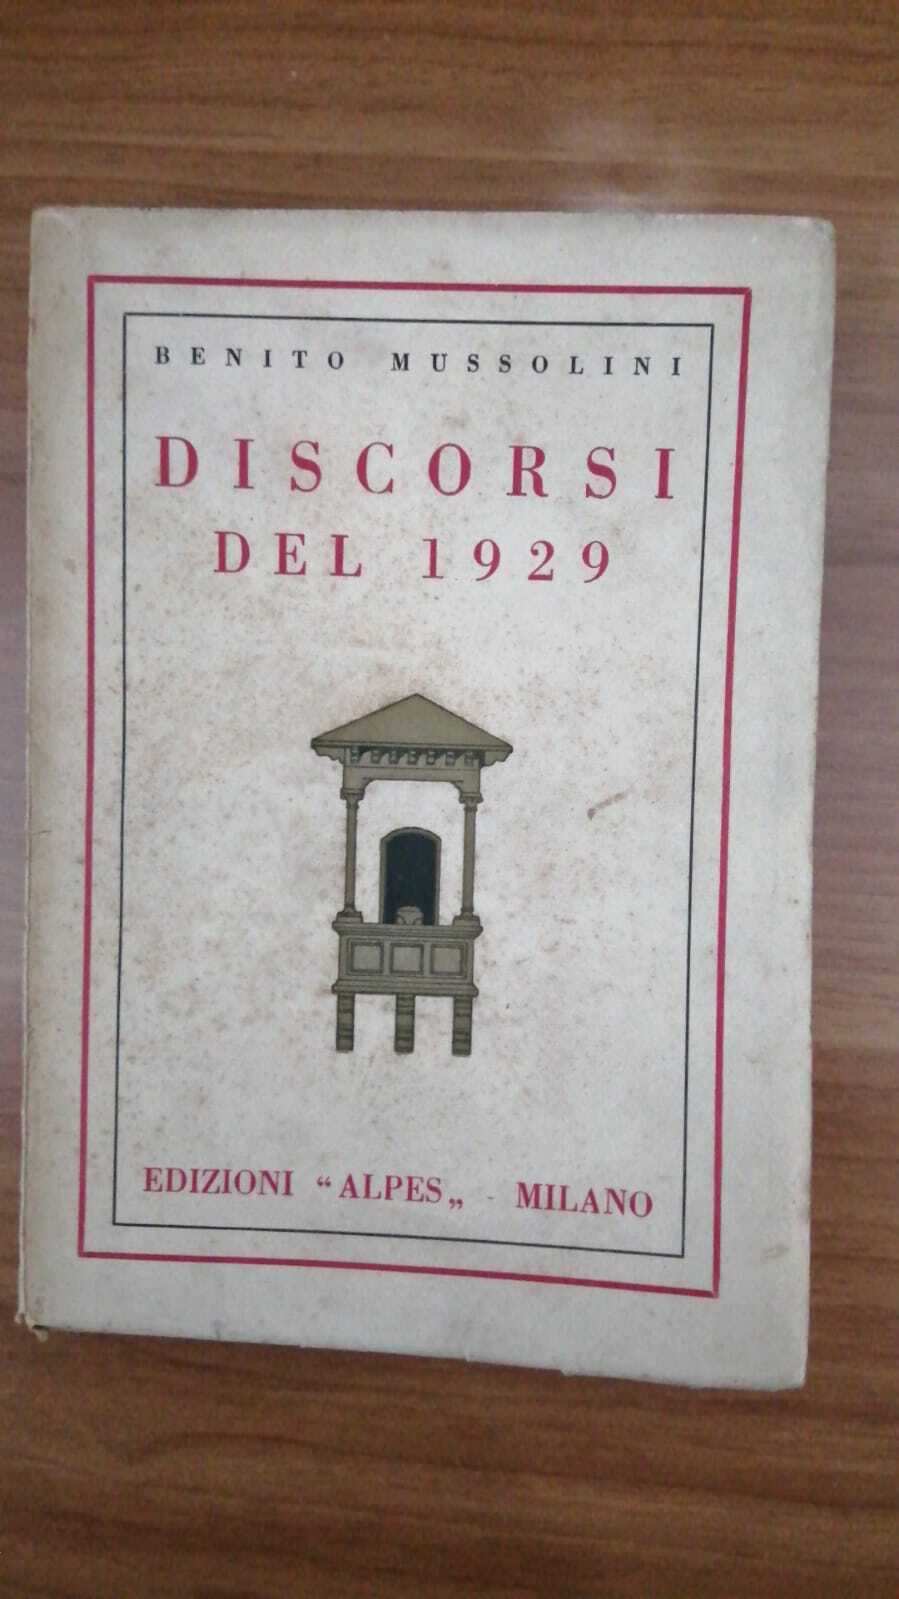 BENITO MUSSOLINI
DISCORSI
DEL 1929
EDIZIONI “ALPES„ - MILANO